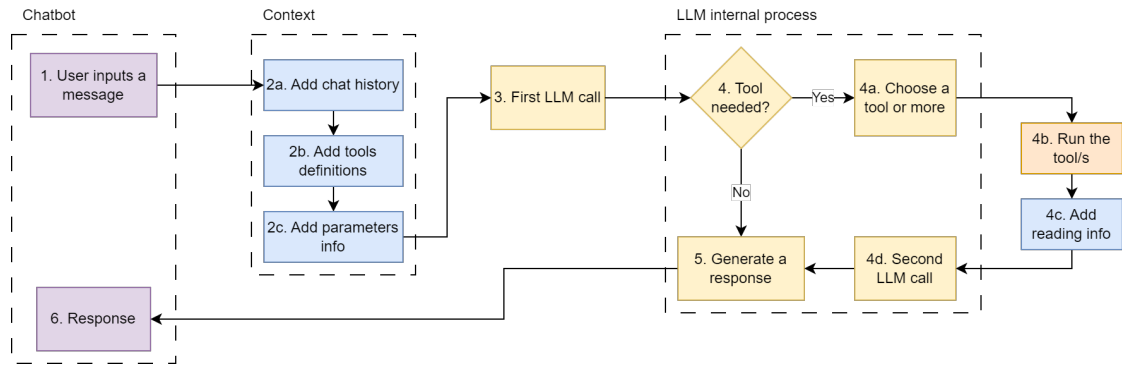 Chatbot
Context
LLM internal process
1. User inputs a
message
2a. Add chat history
2b. Add tools
definitions
2c. Add parameters
info
3. First LLM call
4. Tool
needed?
Yes
No
4a. Choose a
tool or more
4b. Run the
tool/s
4c. Add
reading info
4d. Second
LLM call
5. Generate a
response
6. Response